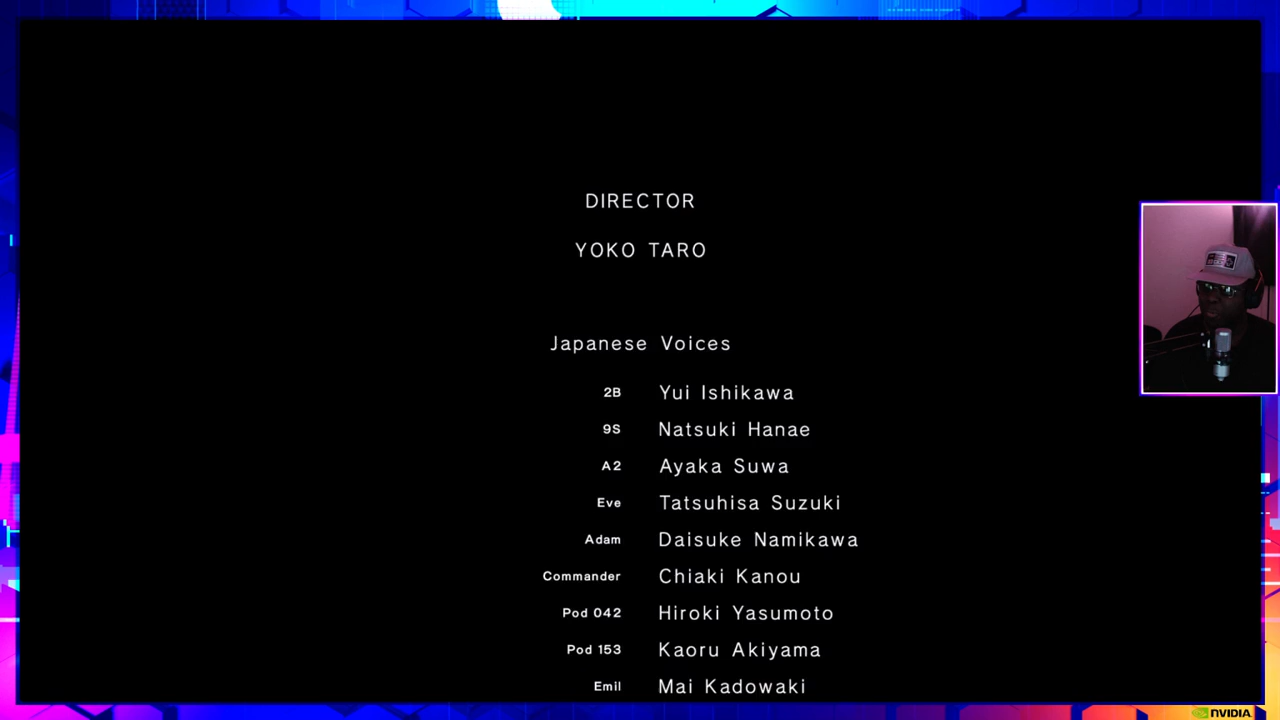 DIRECTOR
YOKO TARO
Japanese Voices
2B Yui Ishikawa
9S Natsuki Hanae
A2 Ayaka Suwa
Eve Tatsuhisa Suzuki
Adam Daisuke Namikawa
Commander Chiaki Kanou
Pod 042 Hiroki Yasumoto
Pod 153 Kaoru Akiyama
Emil Mai Kadowaki
NVIDIA